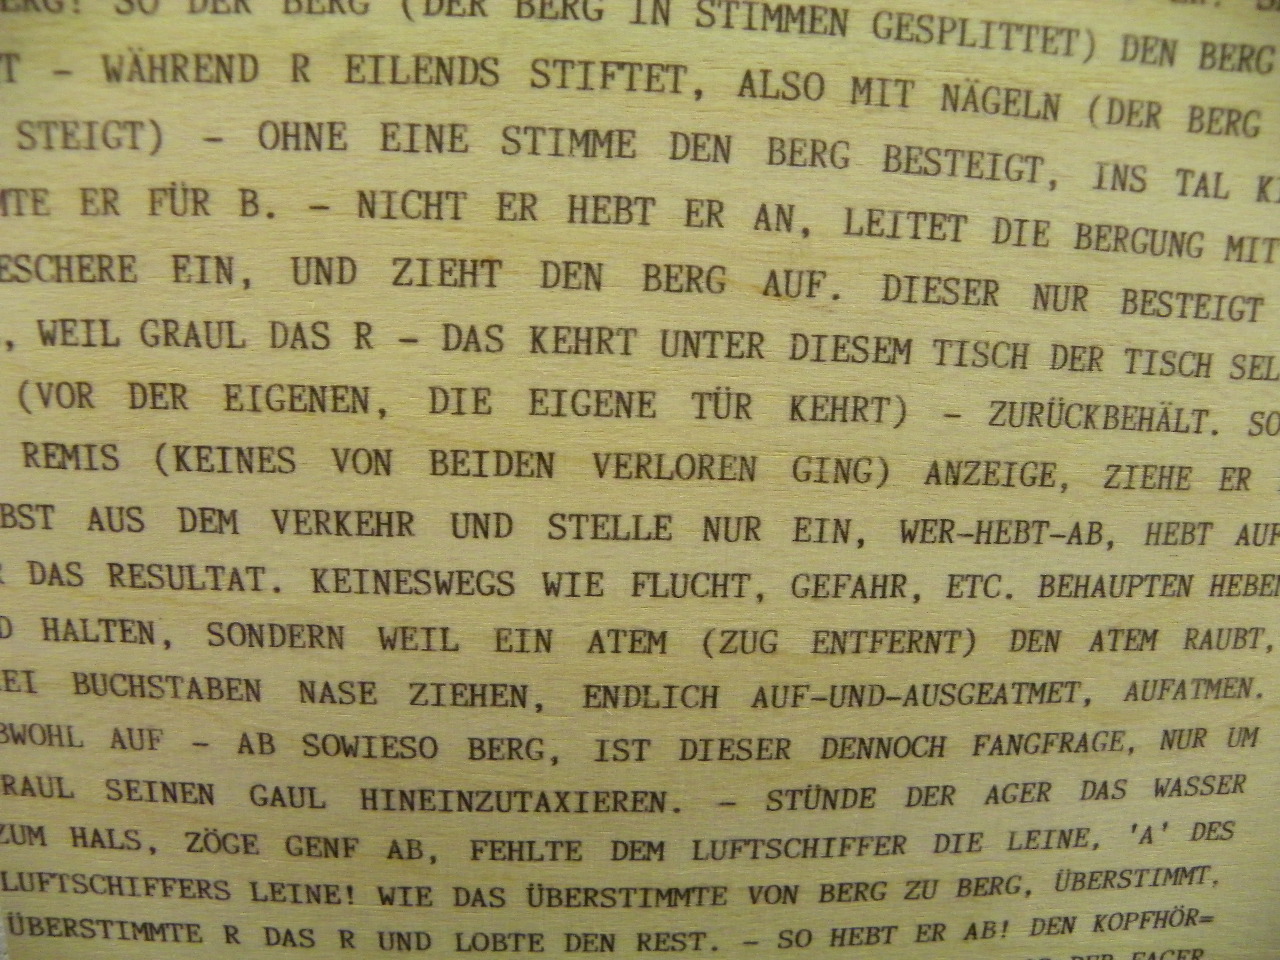 SO DER BERG (DER BERG IN STIMMEN GESPLITTET) DEN BERG
T – WÄHREND R EILENDS STIFTET, ALSO MIT NÄGELN (DER BERG
STEIGT) – OHNE EINE STIMME DEN BERG BESTEIGT, INS TAL
MTE ER FÜR B. – NICHT ER HEBT ER AN, LEITET DIE BERGUNG MIT
ESCHERE EIN, UND ZIEHT DEN BERG AUF. DIESER NUR BESTEIGT
, WEIL GRAUL DAS R – DAS KEHRT UNTER DIESEM TISCH DER TISCH SEL
(VOR DER EIGENEN, DIE EIGENE TÜR KEHRT) – ZURÜCKBEHÄLT. SO
REMIS (KEINES VON BEIDEN VERLOREN GING) ANZEIGE, ZIEHE ER
BST AUS DEM VERKEHR UND STELLE NUR EIN, WER-HEBT-AB, HEBT AUF
R DAS RESULTAT. KEINESWEGS WIE FLUCHT, GEFAHR, ETC. BEHAUPTEN HEBEN
D HALTEN, SONDERN WEIL EIN ATEM (ZUG ENTFERNT) DEN ATEM RAUBT,
EI BUCHSTABEN NASE ZIEHEN, ENDLICH AUF-UND-AUSGEATMET, AUFATMEN.
BWOHL AUF – AB SOWIESO BERG, IST DIESER DENNOCH FANGFRAGE, NUR UM
RAUL SEINEN GAUL HINEINZUTAXIEREN. – STÜNDE DER AGER DAS WASSER
ZUM HALS, ZÖGE GENF AB, FEHLTE DEM LUFTSCHIFFER DIE LEINE, 'A' DES
LUFTSCHIFFERS LEINE! WIE DAS ÜBERSTIMMTE VON BERG ZU BERG, ÜBERSTIMMT,
ÜBERSTIMMTE R DAS R UND LOBTE DEN REST. – SO HEBT ER AB! DEN KOPFHÖR=